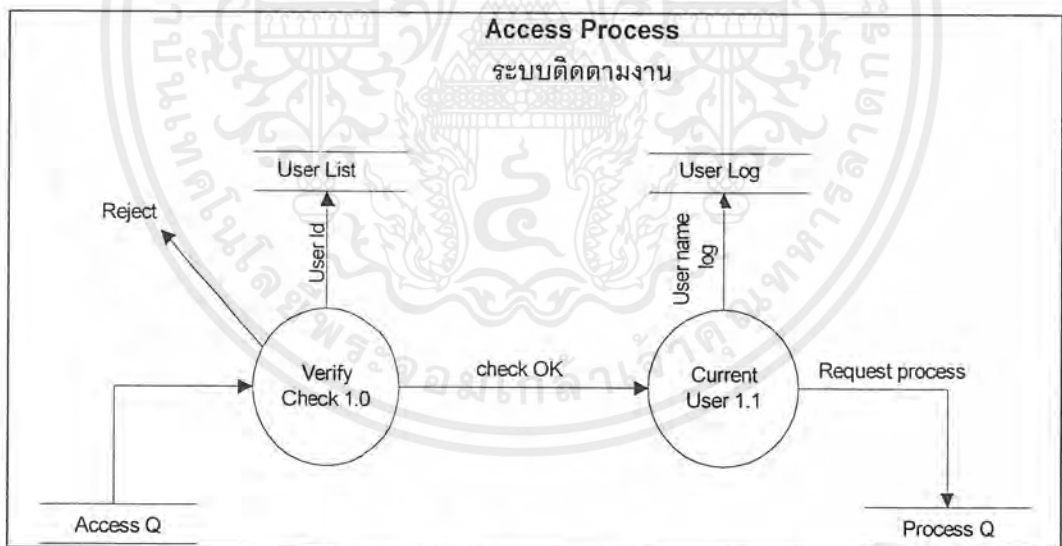 Access Process
ระบบติดตามงาน
User List
User Log
Reject
User Id
User name
log
Verify
Check 1.0
check OK
Current
User 1.1
Request process
Access Q
Process Q